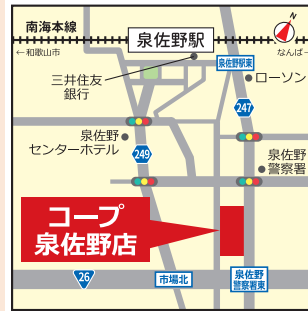 南海本線
N
泉佐野駅
←和歌山市
なんば→
泉佐野駅東
三井住友
銀行
ローソン
247
泉佐野
センターホテル
249
泉佐野
警察署
コープ
泉佐野店
26
市場北
泉佐野
警察署東